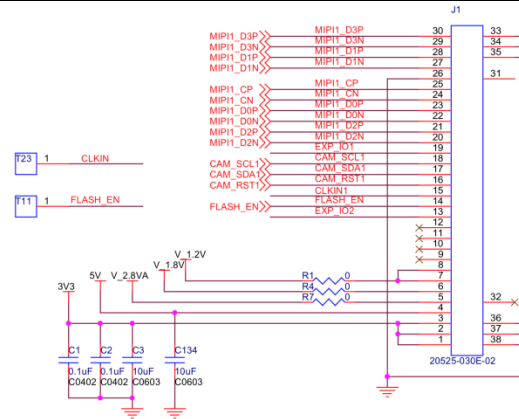 J1
MIPI1_D3P MIPI1_D3P 30 33
MIPI1_D3N MIPI1_D3N 29 34
MIPI1_D1P MIPI1_D1P 28 35
MIPI1_D1N MIPI1_D1N 27
26 31
MIPI1_CP MIPI1_CP 25
MIPI1_CN MIPI1_CN 24
MIPI1_D0P MIPI1_D0P 23
MIPI1_D0N MIPI1_D0N 22
MIPI1_D2P MIPI1_D2P 21
MIPI1_D2N MIPI1_D2N 20
EXP_IO1 19
T23 1 CLKIN CAM_SCL1 CAM_SCL1 18
CAM_SDA1 CAM_SDA1 17
CAM_RST1 CAM_RST1 16
CLKIN1 15
T11 1 FLASH_EN FLASH_EN FLASH_EN 14
EXP_IO2 13
12
11
10
9
V_1.2V
V_1.8V 8
5V V_2.8VA R1 0 7
3V3 R4 0 6
R7 0 5 32
4
3 36
2 37
1 38
C1 C2 C3 C134
0.1uF 0.1uF 10uF 10uF
C0402 C0402 C0603 C0603
20525-030E-02